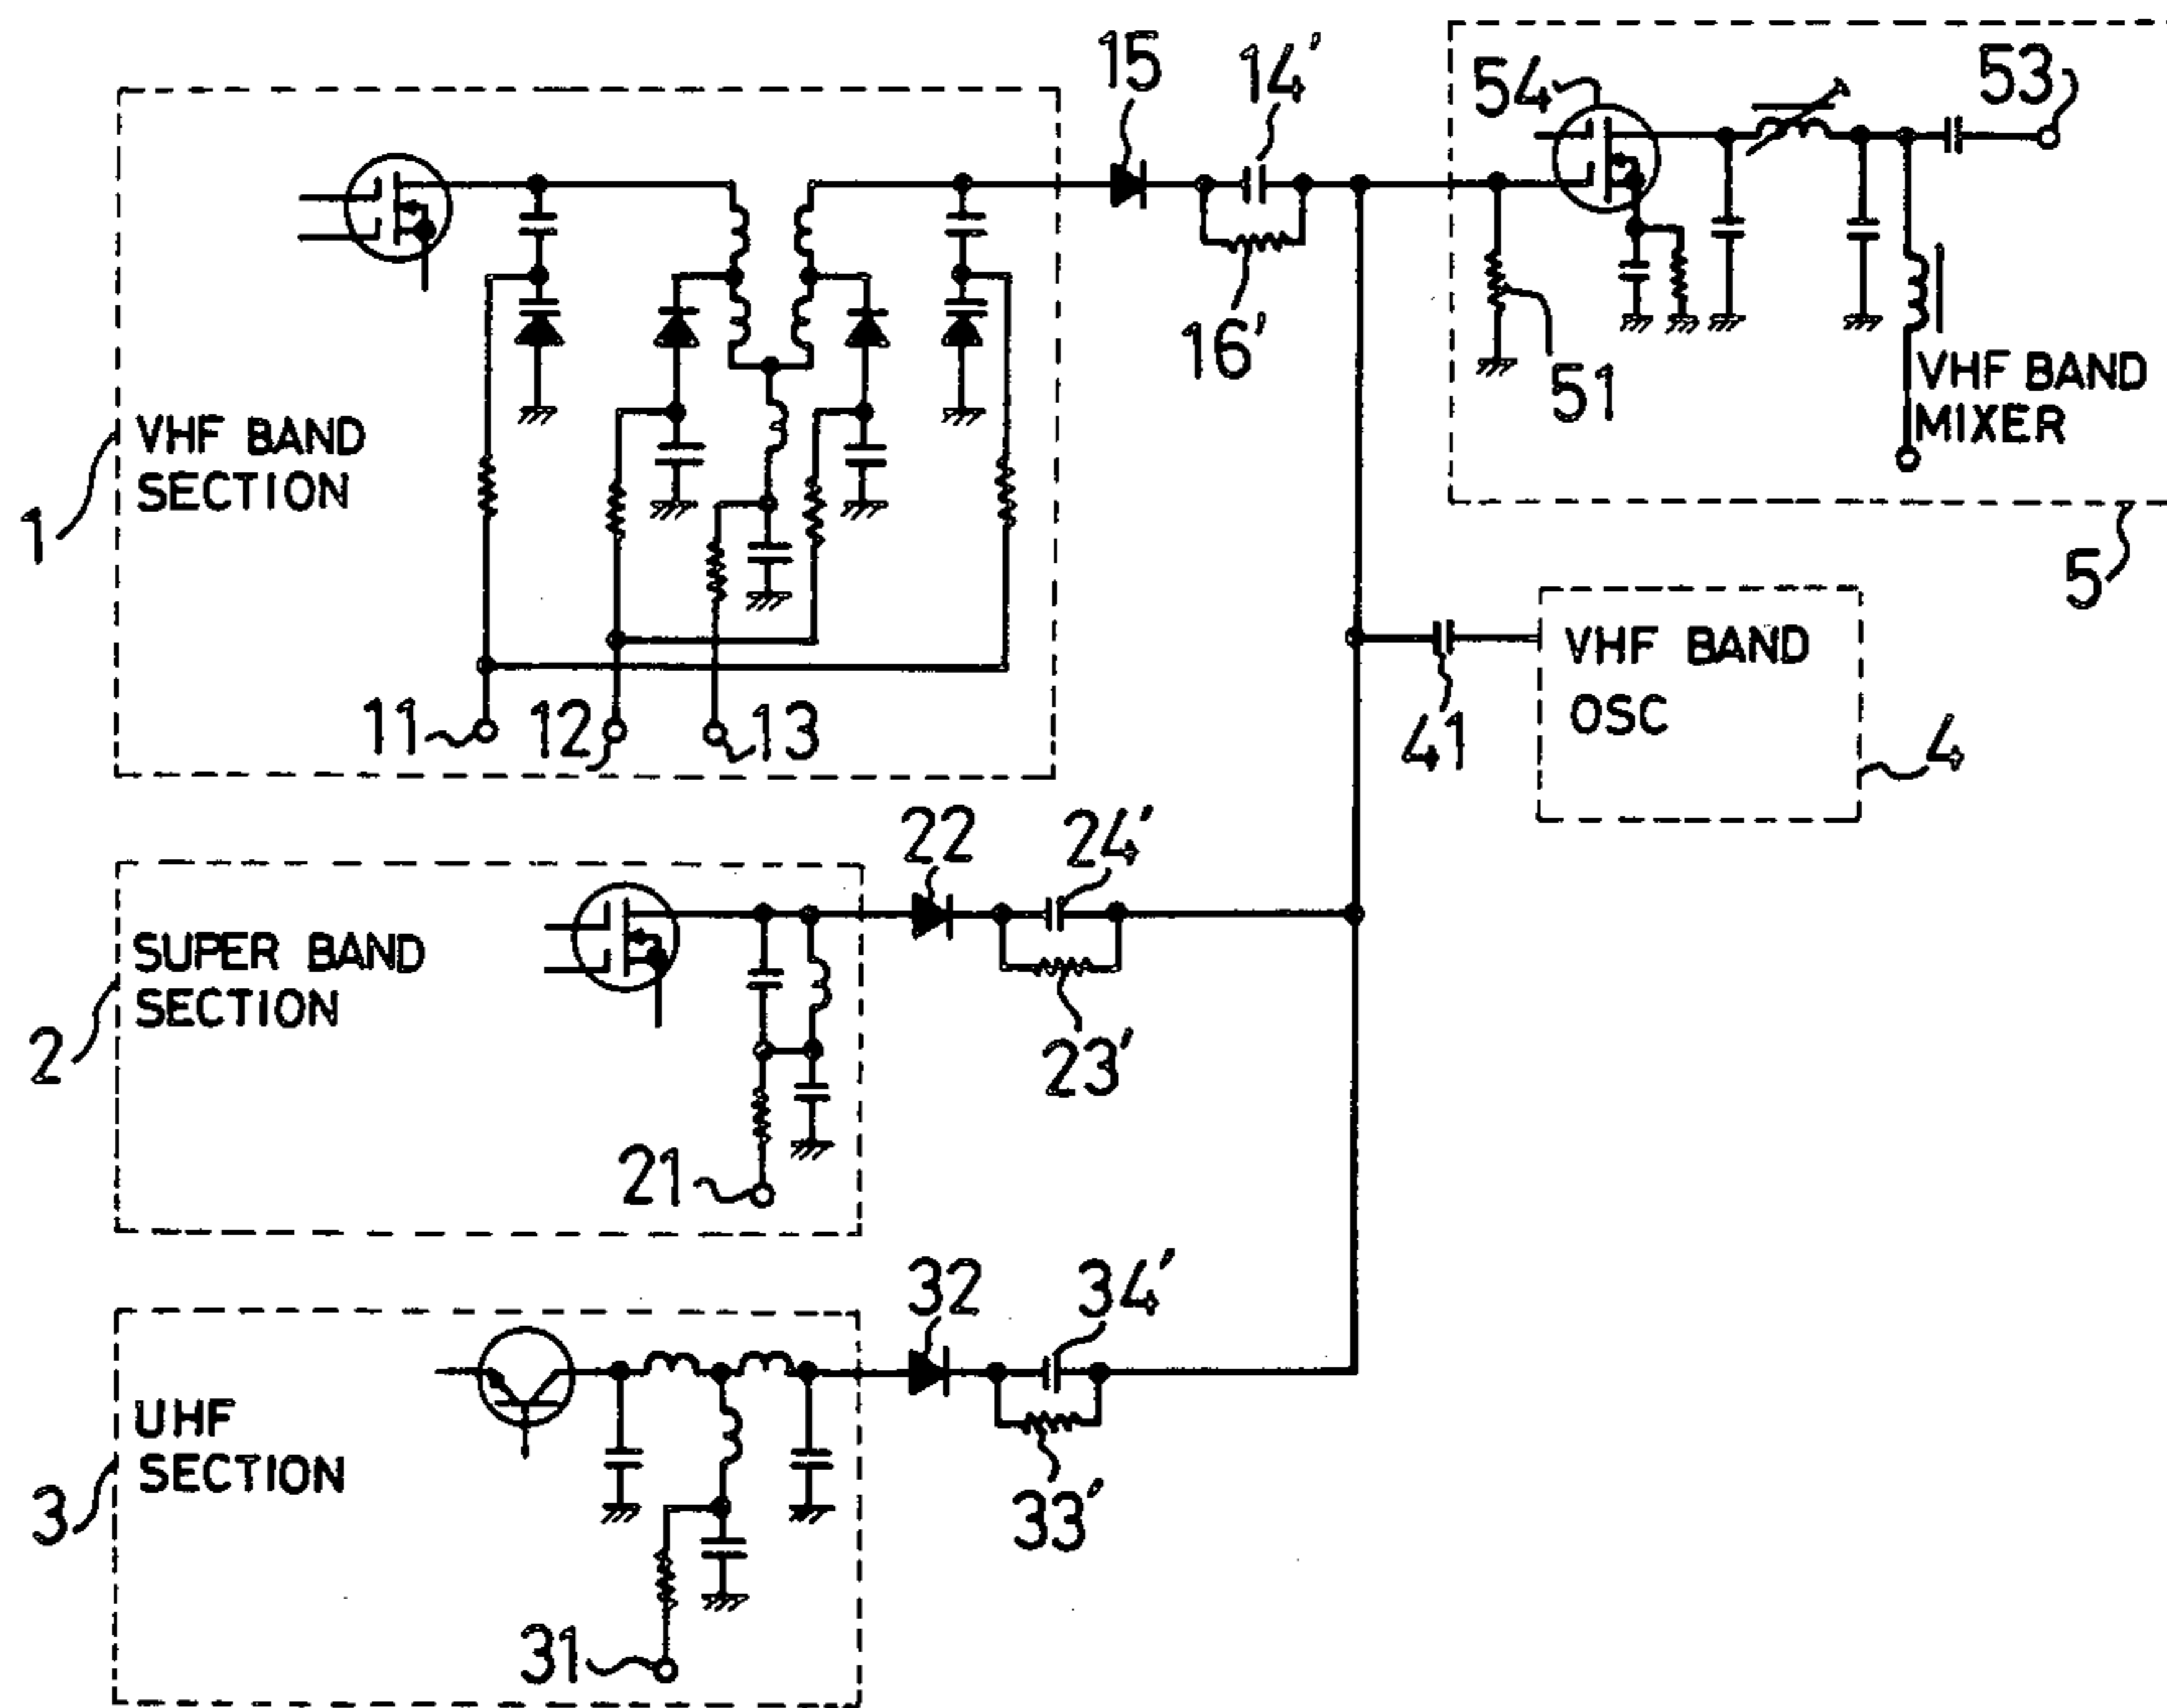 15
14'
54
53
16'
51
VHF BAND
MIXER
VHF BAND
SECTION
1
5
VHF BAND
OSC
11
12
13
41
4
22
24'
SUPER BAND
SECTION
2
23'
21
32
34'
UHF
SECTION
3
33'
31